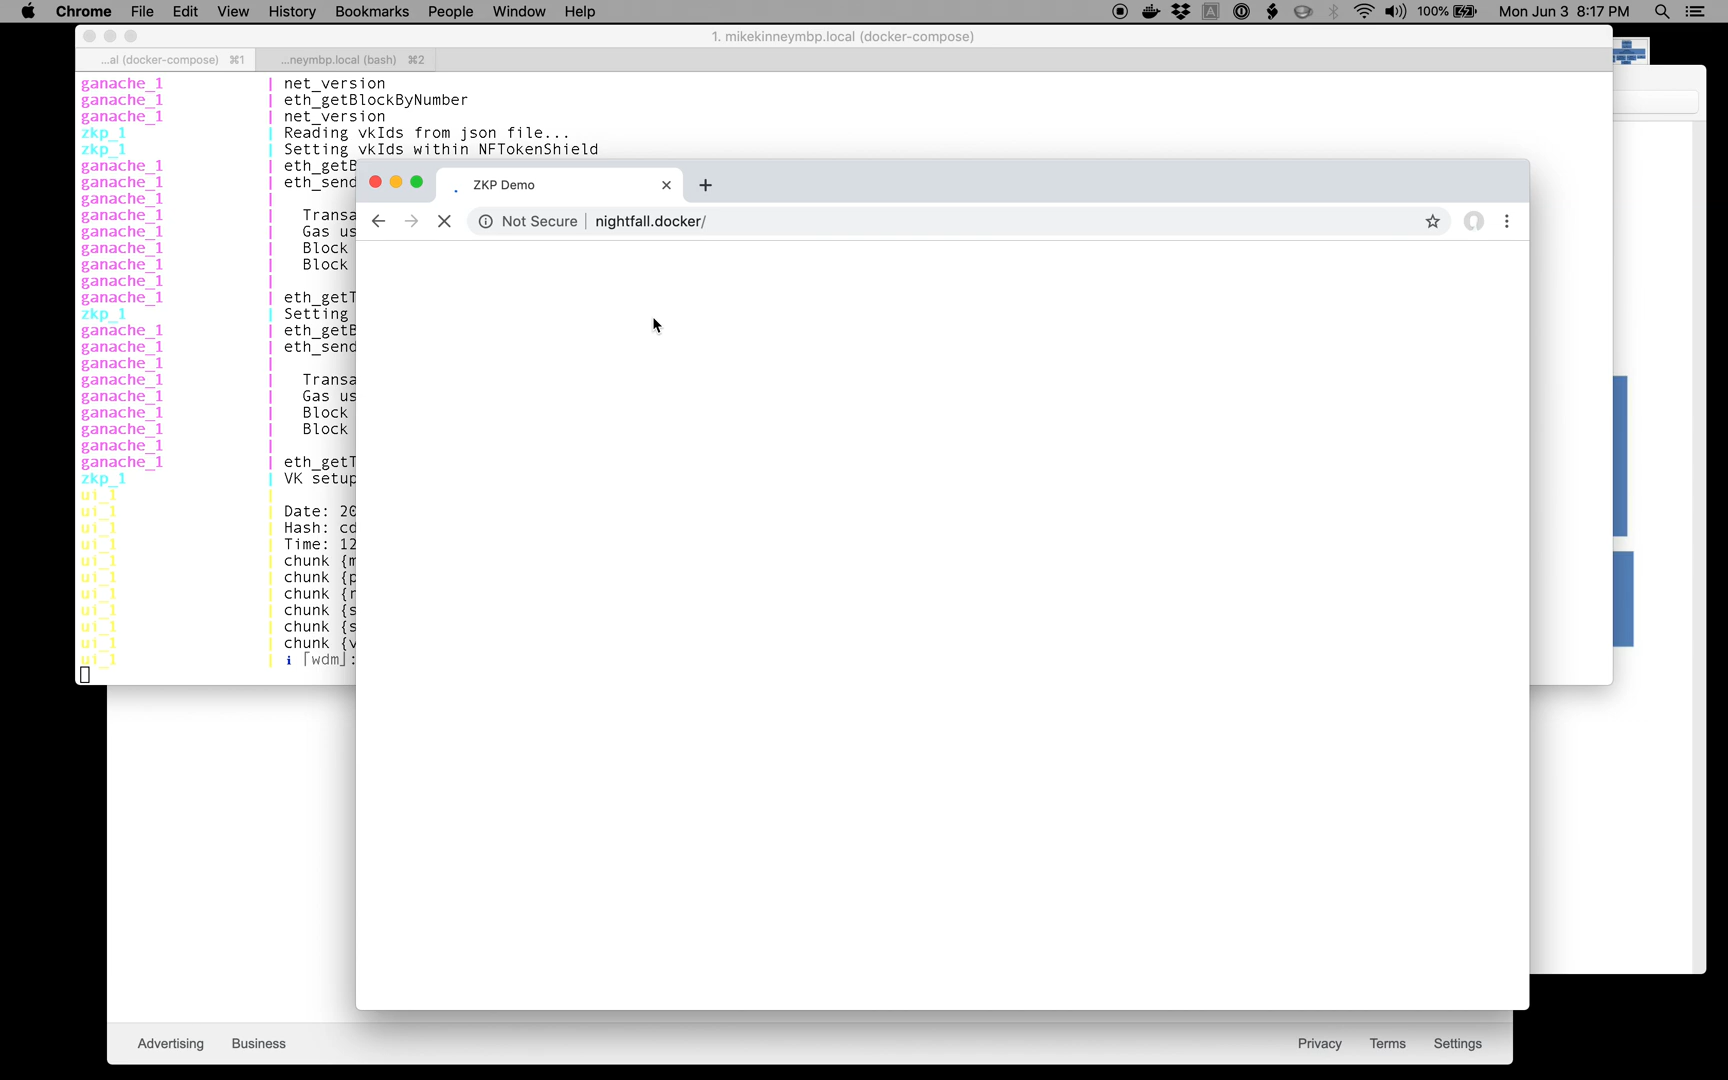 Chrome File Edit View History Bookmarks People Window Help 100% Mon Jun 3 8:17 PM
1. mikekinneymbp.local (docker-compose)
...al (docker-compose) ⌘1 ...neymbp.local (bash) ⌘2
ganache_1 | net_version
ganache_1 | eth_getBlockByNumber
ganache_1 | net_version
zkp_1 | Reading vkIds from json file...
zkp_1 | Setting vkIds within NFTokenShield
ganache_1 | eth_getB
ganache_1 | eth_send
ganache_1 |
ganache_1 | Transa
ganache_1 | Gas us
ganache_1 | Block
ganache_1 | Block
ganache_1 |
ganache_1 | eth_getT
zkp_1 | Setting
ganache_1 | eth_getB
ganache_1 | eth_send
ganache_1 |
ganache_1 | Transa
ganache_1 | Gas us
ganache_1 | Block
ganache_1 | Block
ganache_1 |
ganache_1 | eth_getT
zkp_1 | VK setup
ui_1 |
ui_1 | Date: 20
ui_1 | Hash: cd
ui_1 | Time: 12
ui_1 | chunk {m
ui_1 | chunk {p
ui_1 | chunk {r
ui_1 | chunk {s
ui_1 | chunk {s
ui_1 | chunk {v
ui_1 | i ｢wdm｣:
ZKP Demo
Not Secure | nightfall.docker/
Advertising Business Privacy Terms Settings